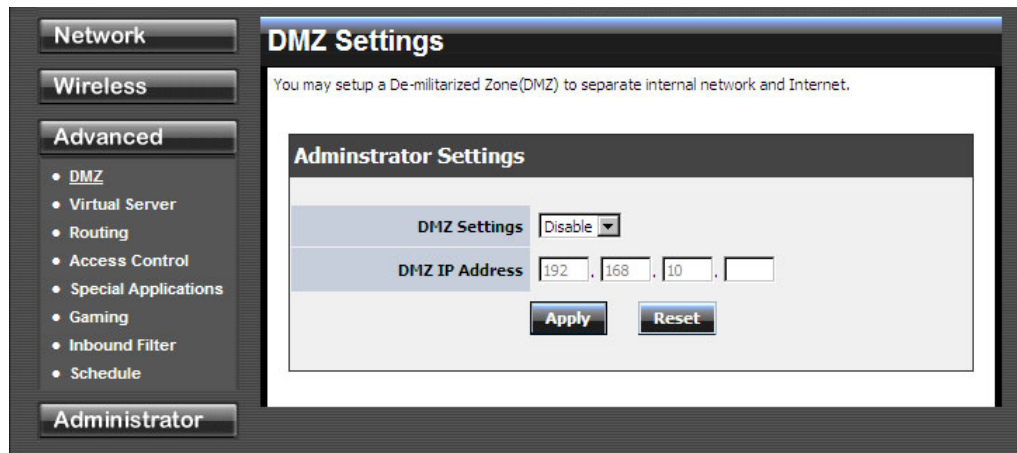 Network
Wireless
Advanced
• DMZ
• Virtual Server
• Routing
• Access Control
• Special Applications
• Gaming
• Inbound Filter
• Schedule
Administrator
DMZ Settings
You may setup a De-militarized Zone(DMZ) to separate internal network and Internet.
Adminstrator Settings
DMZ Settings Disable
DMZ IP Address 192 . 168 . 10 .
Apply Reset